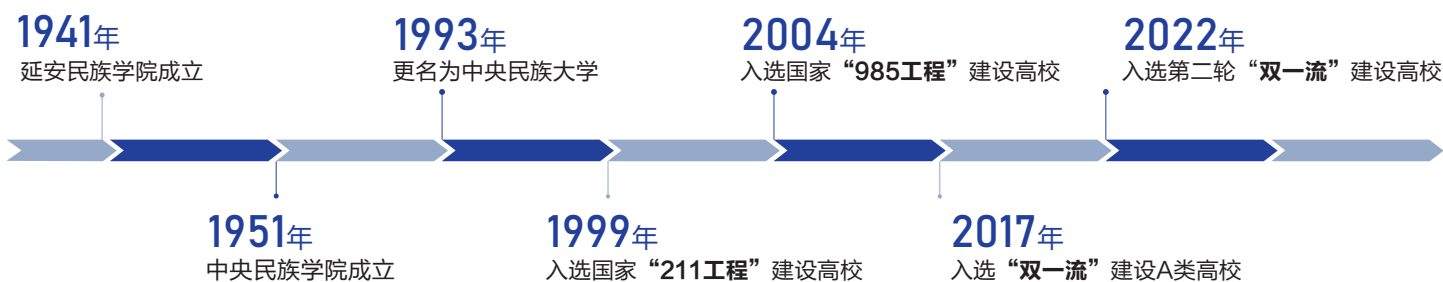 1941年
延安民族学院成立
1993年
更名为中央民族大学
2004年
入选国家“985工程”建设高校
2022年
入选第二轮“双一流”建设高校
1951年
中央民族学院成立
1999年
入选国家“211工程”建设高校
2017年
入选“双一流”建设A类高校